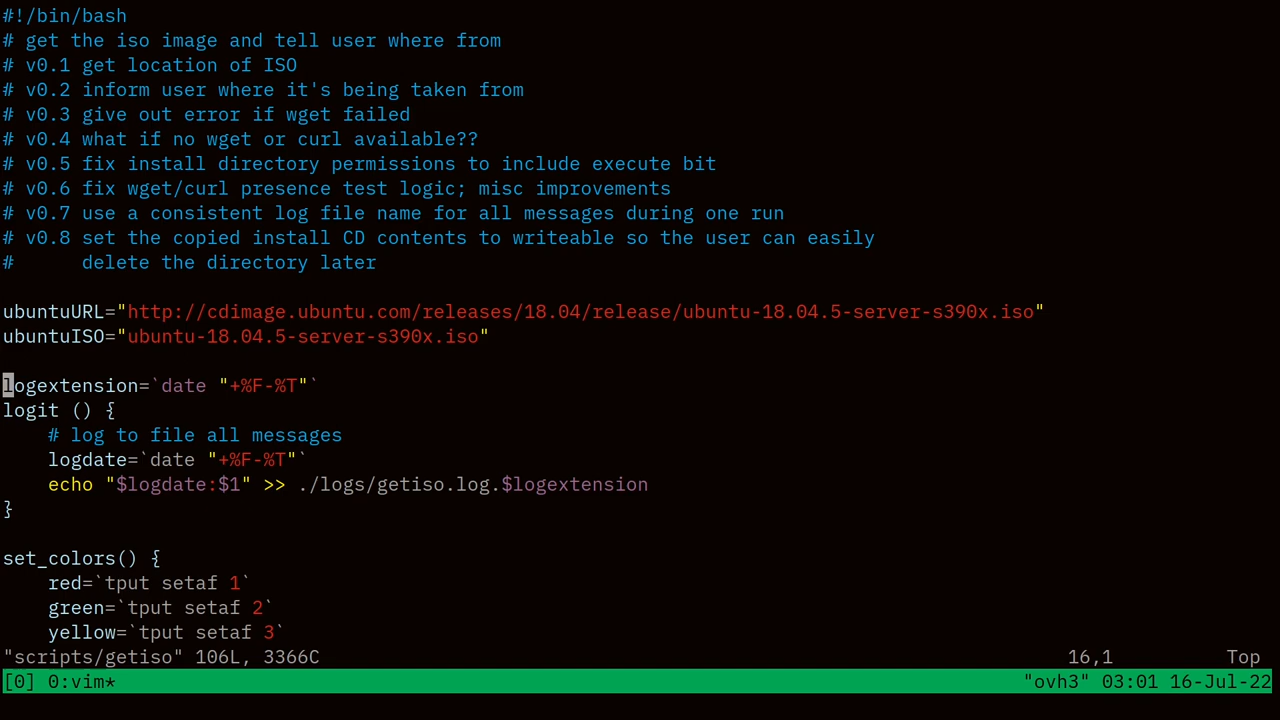 #!/bin/bash
# get the iso image and tell user where from
# v0.1 get location of ISO
# v0.2 inform user where it's being taken from
# v0.3 give out error if wget failed
# v0.4 what if no wget or curl available??
# v0.5 fix install directory permissions to include execute bit
# v0.6 fix wget/curl presence test logic; misc improvements
# v0.7 use a consistent log file name for all messages during one run
# v0.8 set the copied install CD contents to writeable so the user can easily
#      delete the directory later
ubuntuURL="http://cdimage.ubuntu.com/releases/18.04/release/ubuntu-18.04.5-server-s390x.iso"
ubuntuISO="ubuntu-18.04.5-server-s390x.iso"
logextension=`date "+%F-%T"`
logit () {
    # log to file all messages
    logdate=`date "+%F-%T"`
    echo "$logdate:$1" >> ./logs/getiso.log.$logextension
}
set_colors() {
    red=`tput setaf 1`
    green=`tput setaf 2`
    yellow=`tput setaf 3`
"scripts/getiso" 106L, 3366C 16,1 Top
[0] 0:vim* "ovh3" 03:01 16-Jul-22